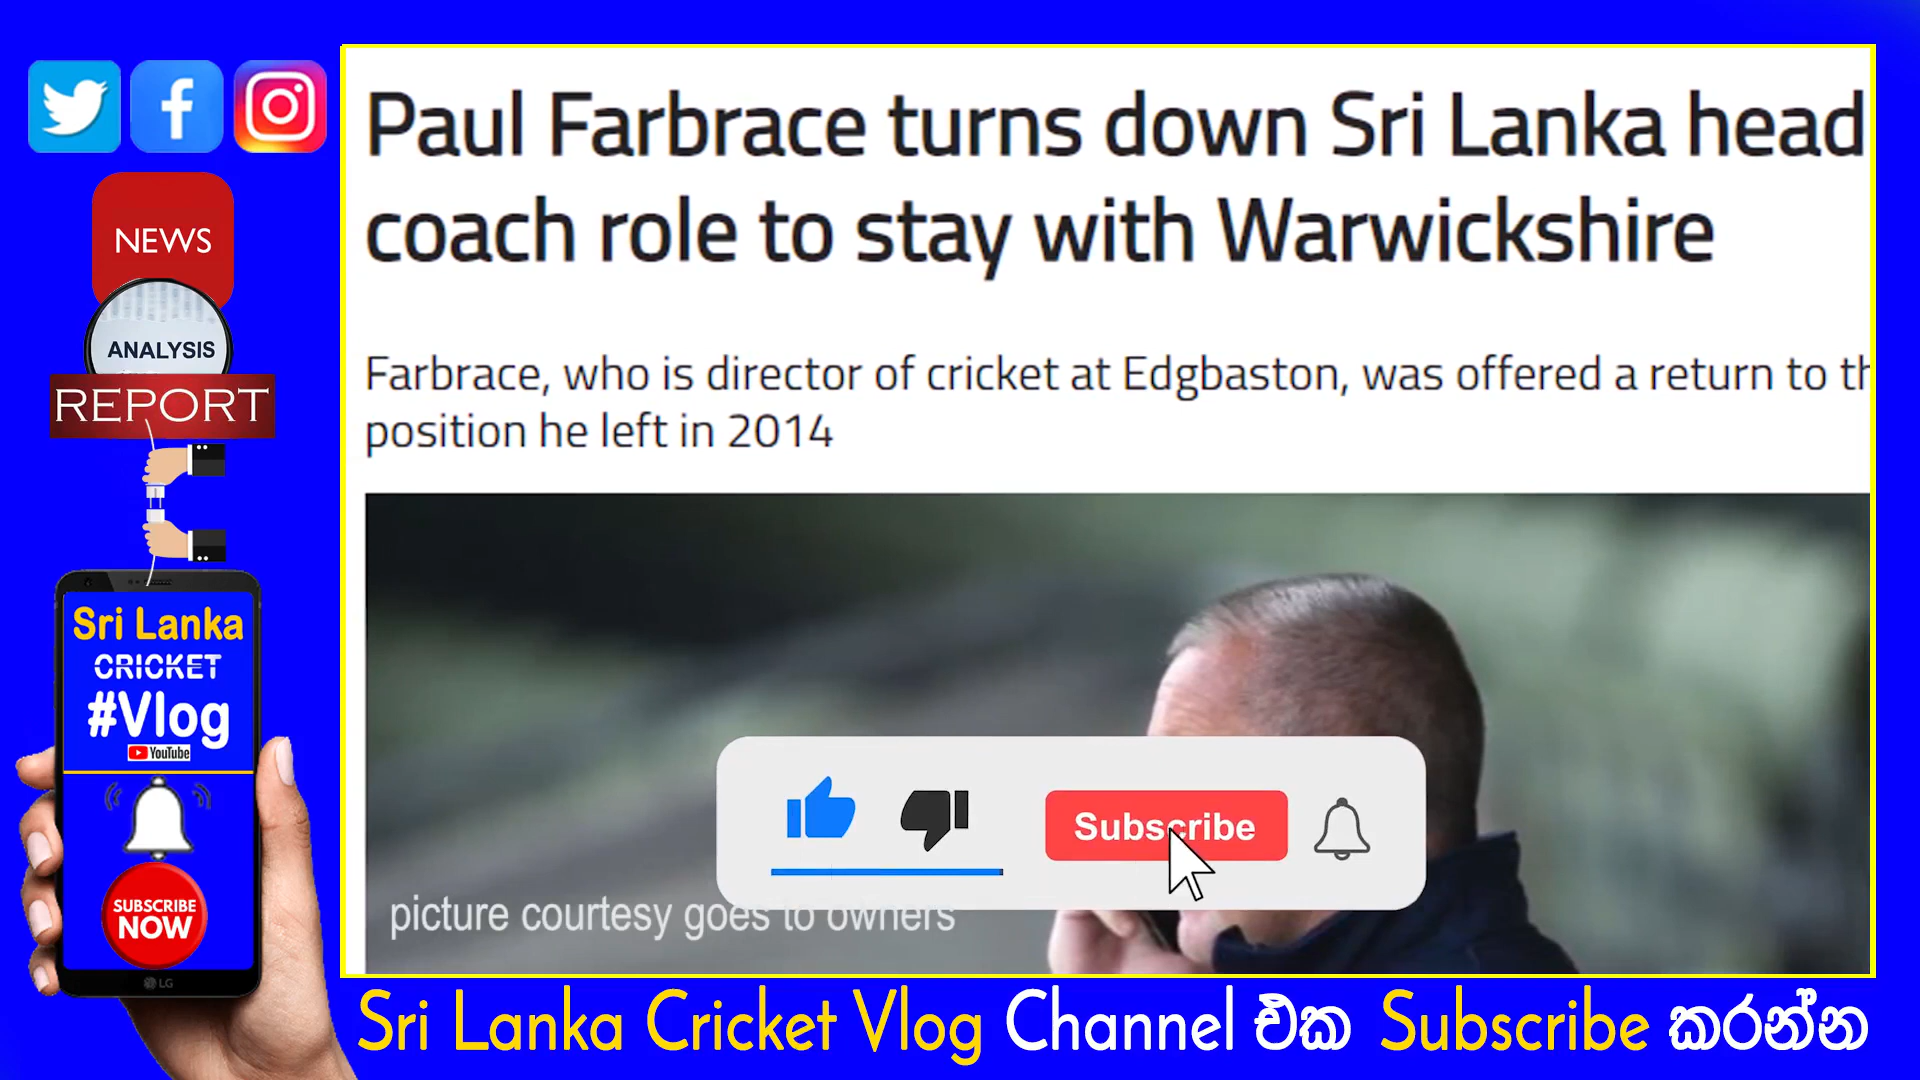 NEWS
ANALYSIS
REPORT
Sri Lanka
CRICKET
#Vlog
YouTube
SUBSCRIBE
NOW
LG
Paul Farbrace turns down Sri Lanka head
coach role to stay with Warwickshire
Farbrace, who is director of cricket at Edgbaston, was offered a return to th
position he left in 2014
Subscribe
picture courtesy goes to owners
Sri Lanka Cricket Vlog Channel එක Subscribe කරන්න